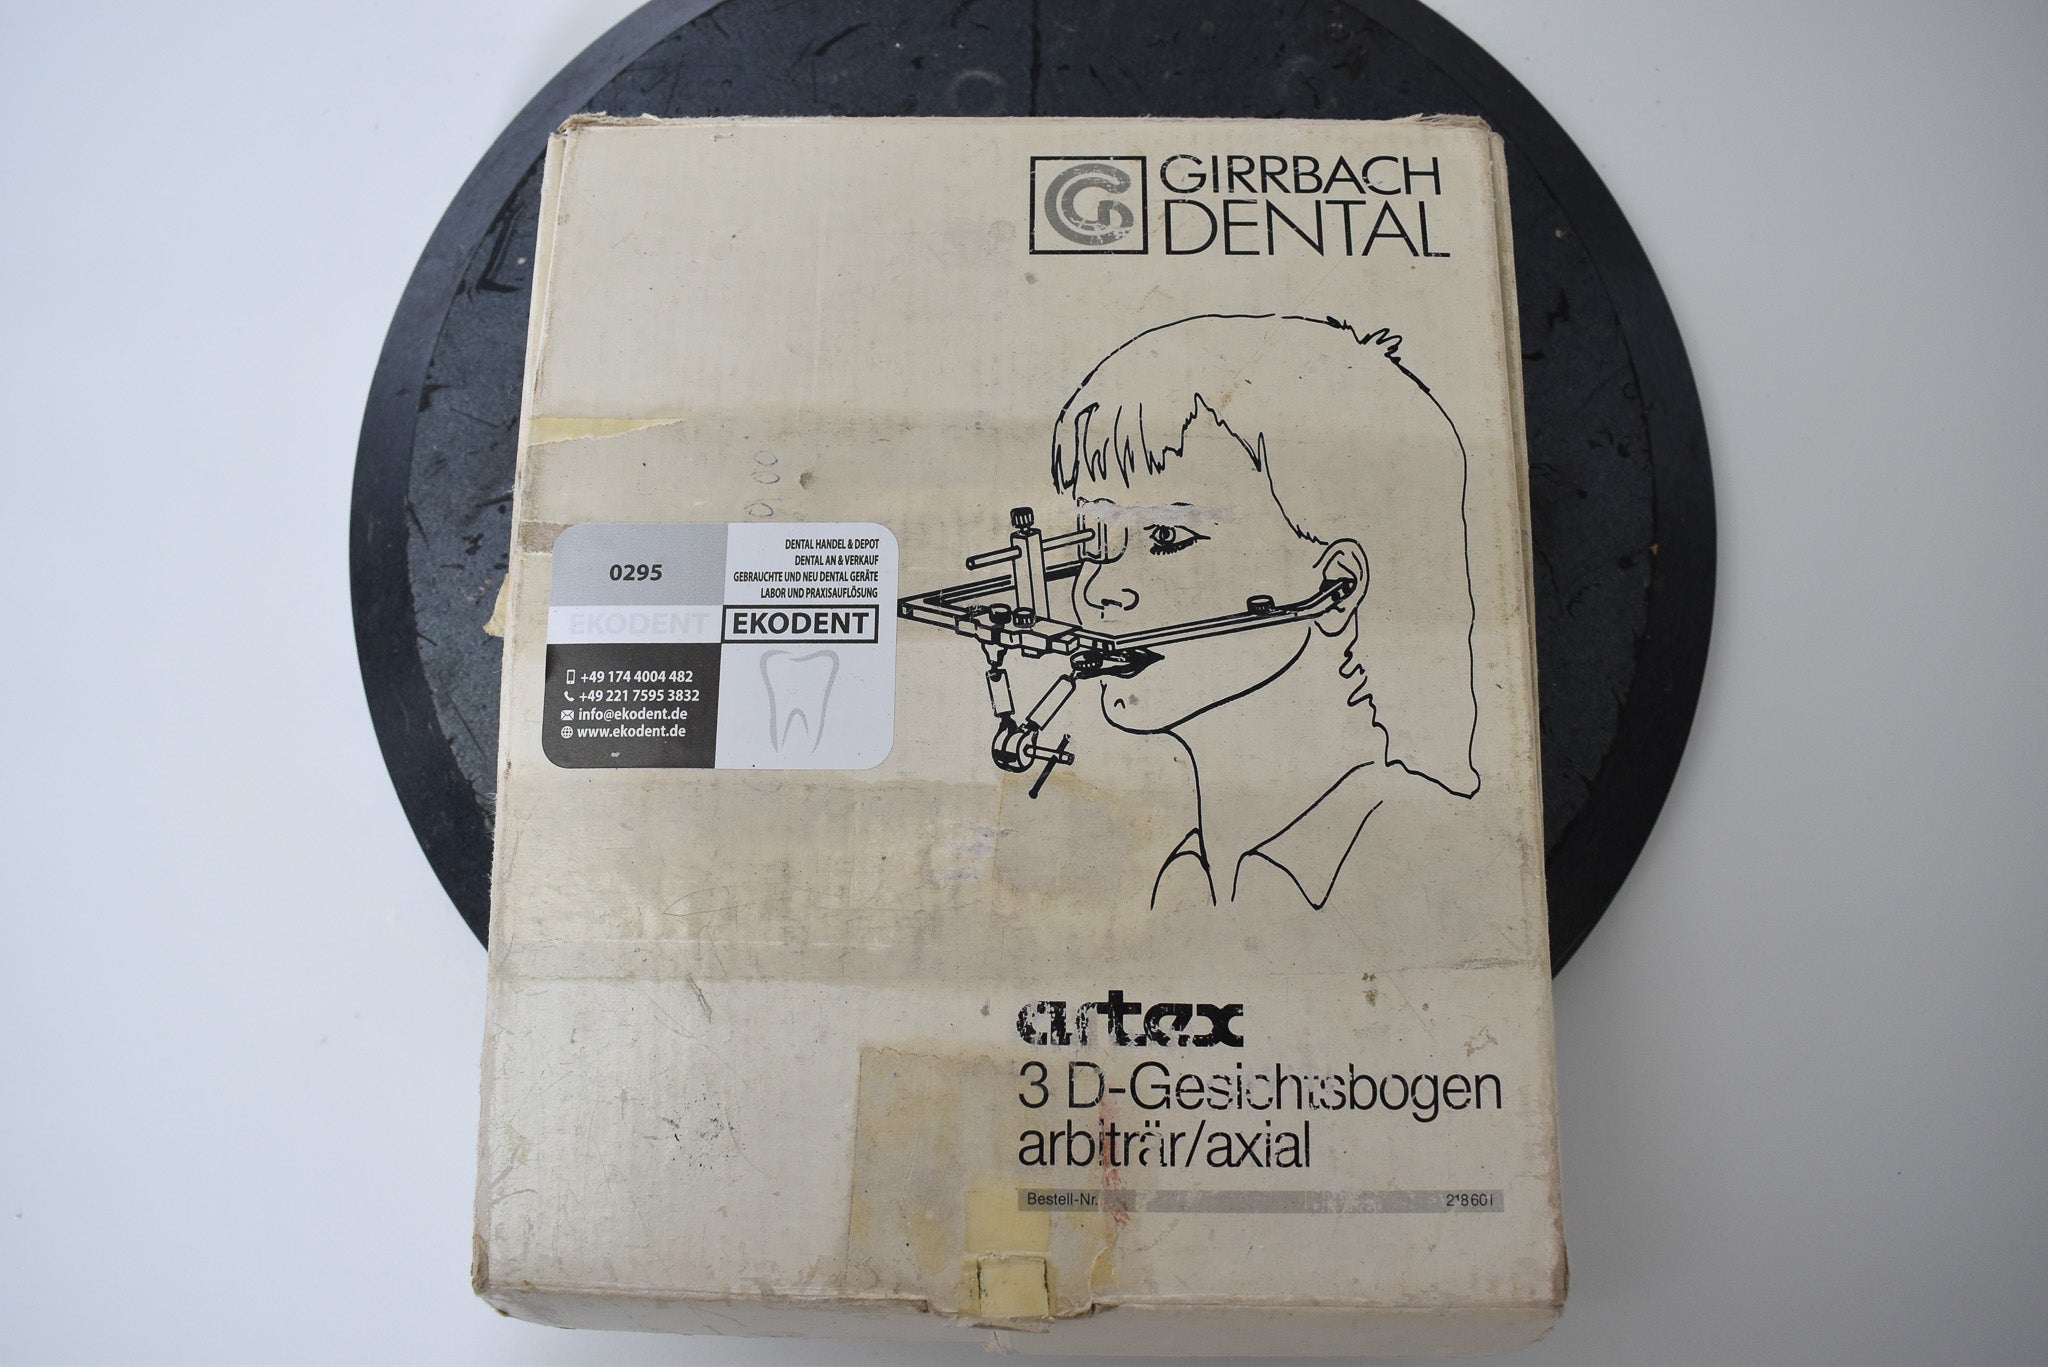 GIRRBACH
DENTAL
0295
DENTAL HANDEL & DEPOT
DENTAL AN & VERKAUF
GEBRAUCHTE UND NEU DENTAL GERÄTE
LABOR UND PRAXISAUFLÖSUNG
EKODENT
EKODENT
+49 174 4004 482
+49 221 7595 3832
info@ekodent.de
www.ekodent.de
artex
3 D-Gesichtsbogen
arbiträr/axial
Bestell-Nr. 218601